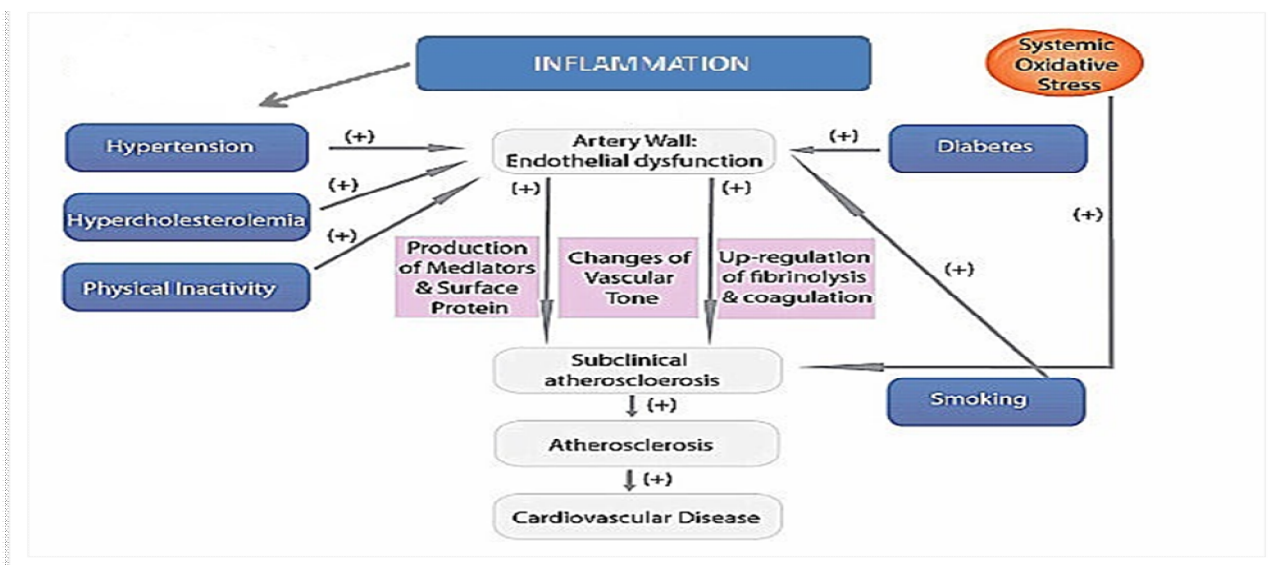 INFLAMMATION
Systemic
Oxidative
Stress
Hypertension
(+)
Artery Wall:
Endothelial dysfunction
(+)
Diabetes
(+)
Hypercholesterolemia
(+)
Physical Inactivity
(+)
(+)
(+)
(+)
Production
of Mediators
& Surface
Protein
Changes of
Vascular
Tone
Up-regulation
of fibrinolysis
& coagulation
Subclinical
atheroscloerosis
Smoking
(+)
Atherosclerosis
(+)
Cardiovascular Disease